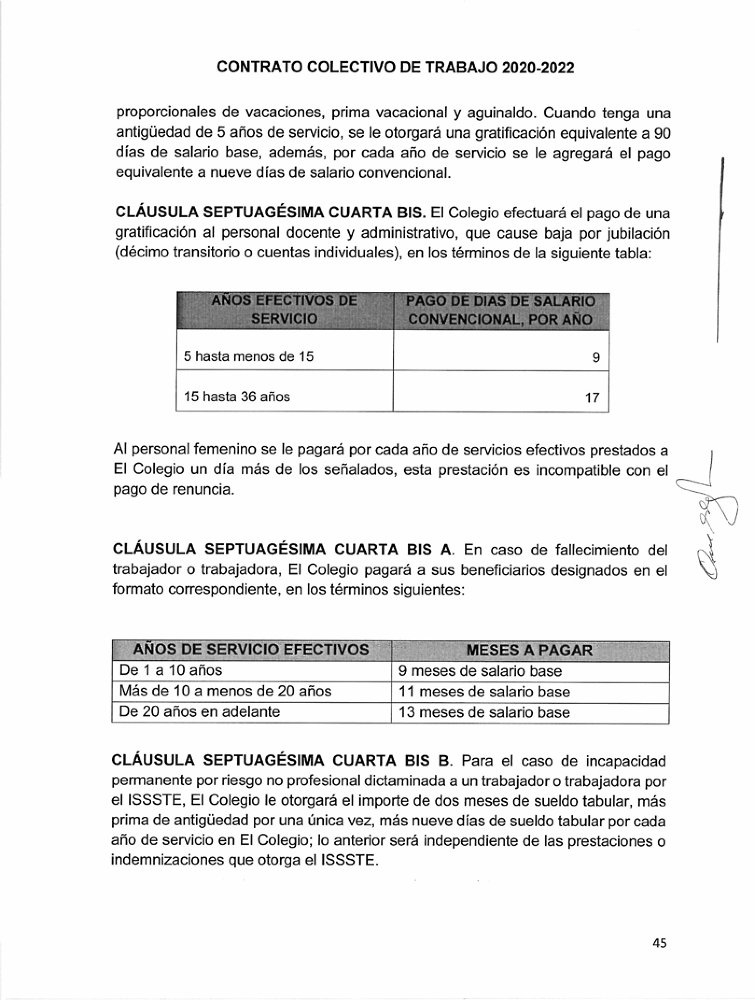 CONTRATO COLECTIVO DE TRABAJO 2020-2022
proporcionales de vacaciones, prima vacacional y aguinaldo. Cuando tenga una
antigüedad de 5 años de servicio, se le otorgará una gratificación equivalente a 90
días de salario base, además, por cada año de servicio se le agregará el pago
equivalente a nueve días de salario convencional.
CLÁUSULA SEPTUAGÉSIMA CUARTA BIS. El Colegio efectuará el pago de una
gratificación al personal docente y administrativo, que cause baja por jubilación
(décimo transitorio o cuentas individuales), en los términos de la siguiente tabla:
AÑOS EFECTIVOS DE
SERVICIO
PAGO DE DIAS DE SALARIO
CONVENCIONAL, POR AÑO
5 hasta menos de 15
9
15 hasta 36 años
17
Al personal femenino se le pagará por cada año de servicios efectivos prestados a
El Colegio un día más de los señalados, esta prestación es incompatible con el
pago de renuncia.
CLÁUSULA SEPTUAGÉSIMA CUARTA BIS A. En caso de fallecimiento del
trabajador o trabajadora, El Colegio pagará a sus beneficiarios designados en el
formato correspondiente, en los términos siguientes:
AÑOS DE SERVICIO EFECTIVOS
MESES A PAGAR
De 1 a 10 años
9 meses de salario base
Más de 10 a menos de 20 años
11 meses de salario base
De 20 años en adelante
13 meses de salario base
CLÁUSULA SEPTUAGÉSIMA CUARTA BIS B. Para el caso de incapacidad
permanente por riesgo no profesional dictaminada a un trabajador o trabajadora por
el ISSSTE, El Colegio le otorgará el importe de dos meses de sueldo tabular, más
prima de antigüedad por una única vez, más nueve días de sueldo tabular por cada
año de servicio en El Colegio; lo anterior será independiente de las prestaciones o
indemnizaciones que otorga el ISSSTE.
45